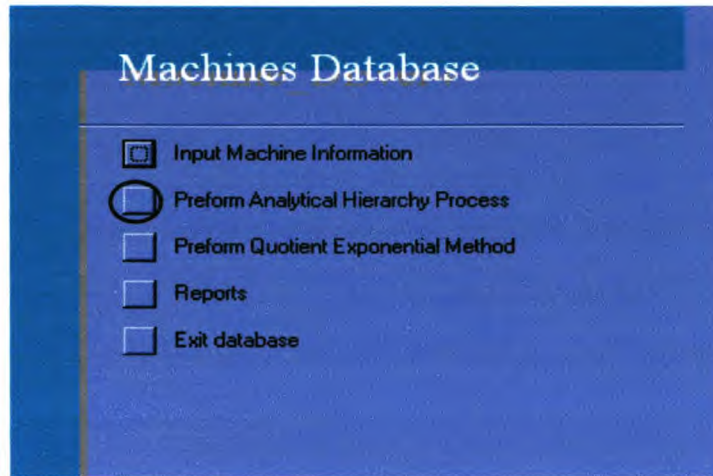 Machines Database
Input Machine Information
Preform Analytical Hierarchy Process
Preform Quotient Exponential Method
Reports
Exit database